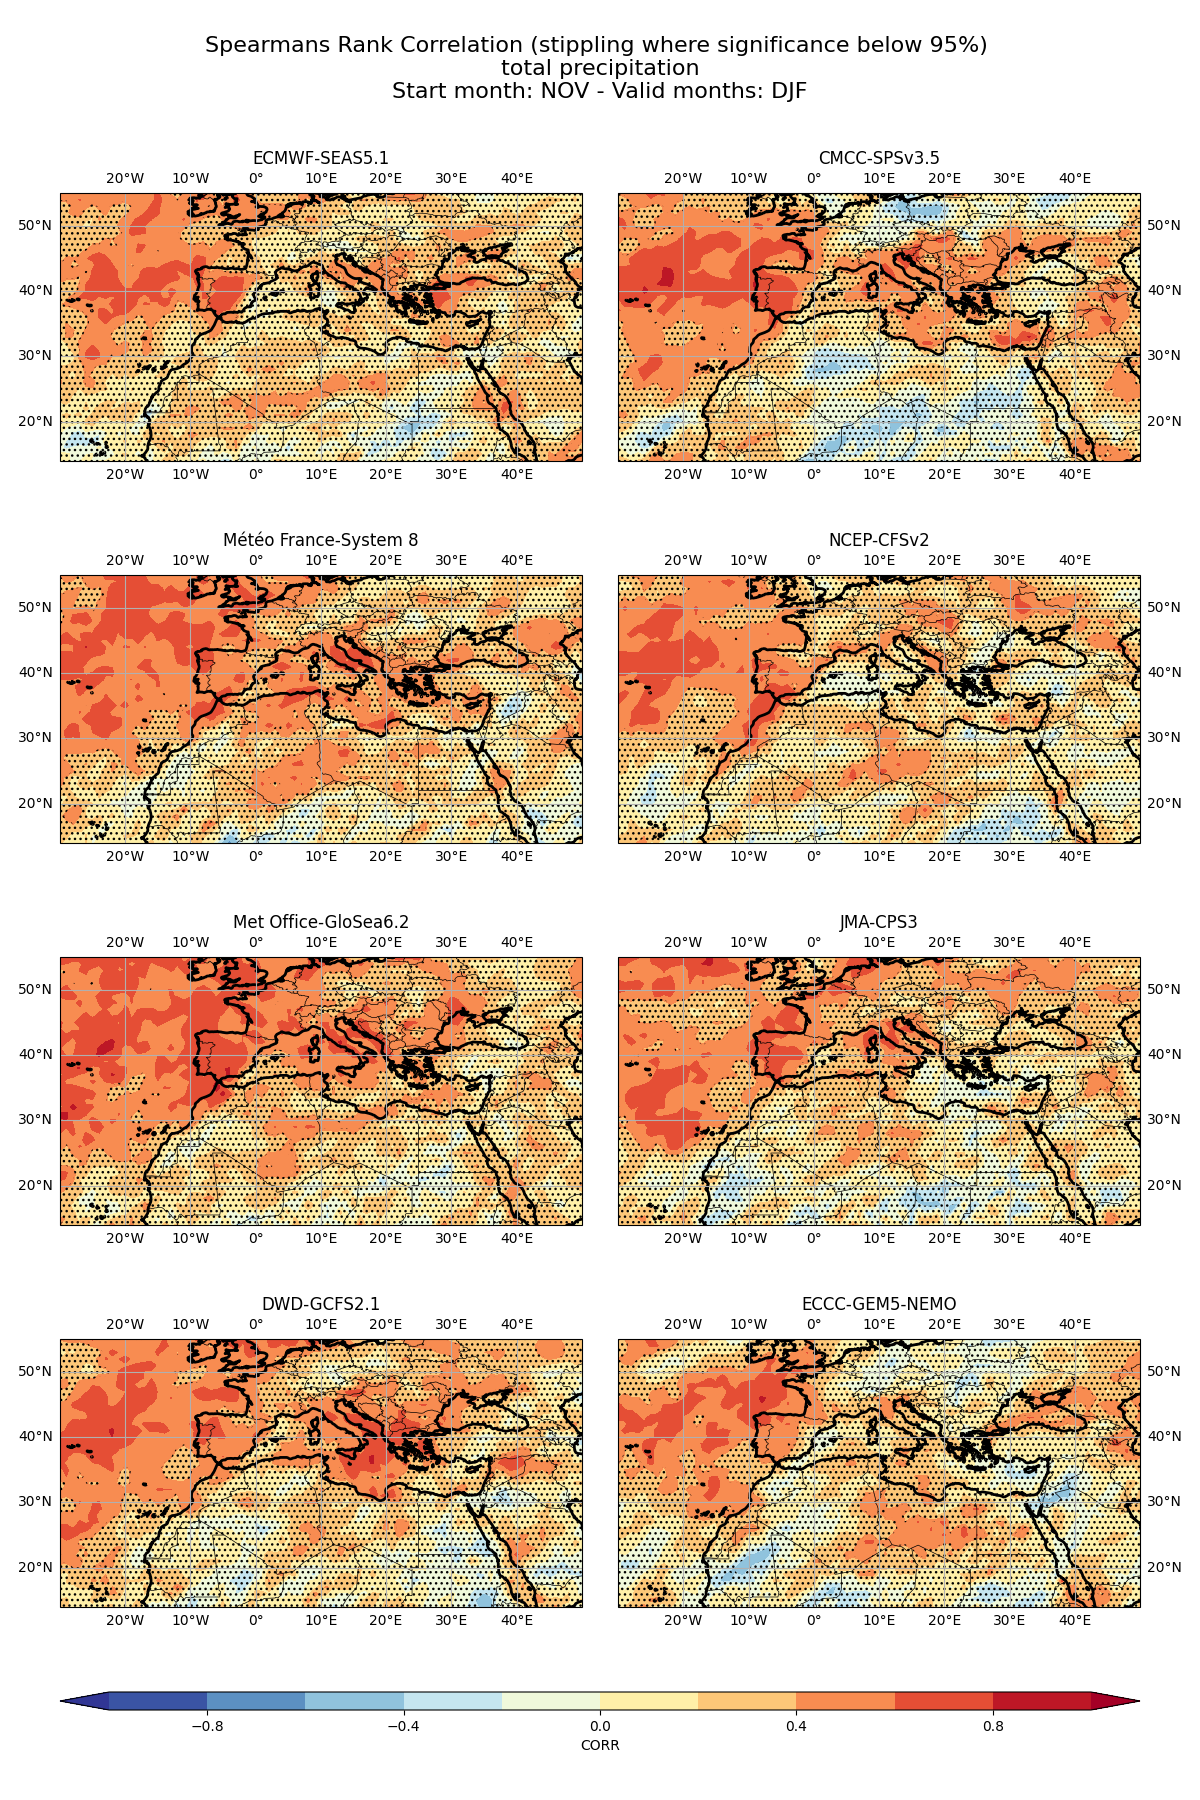 Spearmans Rank Correlation (stippling where significance below 95%)
total precipitation
Start month: NOV - Valid months: DJF
ECMWF-SEAS5.1
20°W 10°W 0° 10°E 20°E 30°E 40°E
50°N
40°N
30°N
20°N
20°W 10°W 0° 10°E 20°E 30°E 40°E
CMCC-SPSv3.5
20°W 10°W 0° 10°E 20°E 30°E 40°E
50°N
40°N
30°N
20°N
20°W 10°W 0° 10°E 20°E 30°E 40°E
Météo France-System 8
20°W 10°W 0° 10°E 20°E 30°E 40°E
50°N
40°N
30°N
20°N
20°W 10°W 0° 10°E 20°E 30°E 40°E
NCEP-CFSv2
20°W 10°W 0° 10°E 20°E 30°E 40°E
50°N
40°N
30°N
20°N
20°W 10°W 0° 10°E 20°E 30°E 40°E
Met Office-GloSea6.2
20°W 10°W 0° 10°E 20°E 30°E 40°E
50°N
40°N
30°N
20°N
20°W 10°W 0° 10°E 20°E 30°E 40°E
JMA-CPS3
20°W 10°W 0° 10°E 20°E 30°E 40°E
50°N
40°N
30°N
20°N
20°W 10°W 0° 10°E 20°E 30°E 40°E
DWD-GCFS2.1
20°W 10°W 0° 10°E 20°E 30°E 40°E
50°N
40°N
30°N
20°N
20°W 10°W 0° 10°E 20°E 30°E 40°E
ECCC-GEM5-NEMO
20°W 10°W 0° 10°E 20°E 30°E 40°E
50°N
40°N
30°N
20°N
20°W 10°W 0° 10°E 20°E 30°E 40°E
−0.8 −0.4 0.0 0.4 0.8
CORR